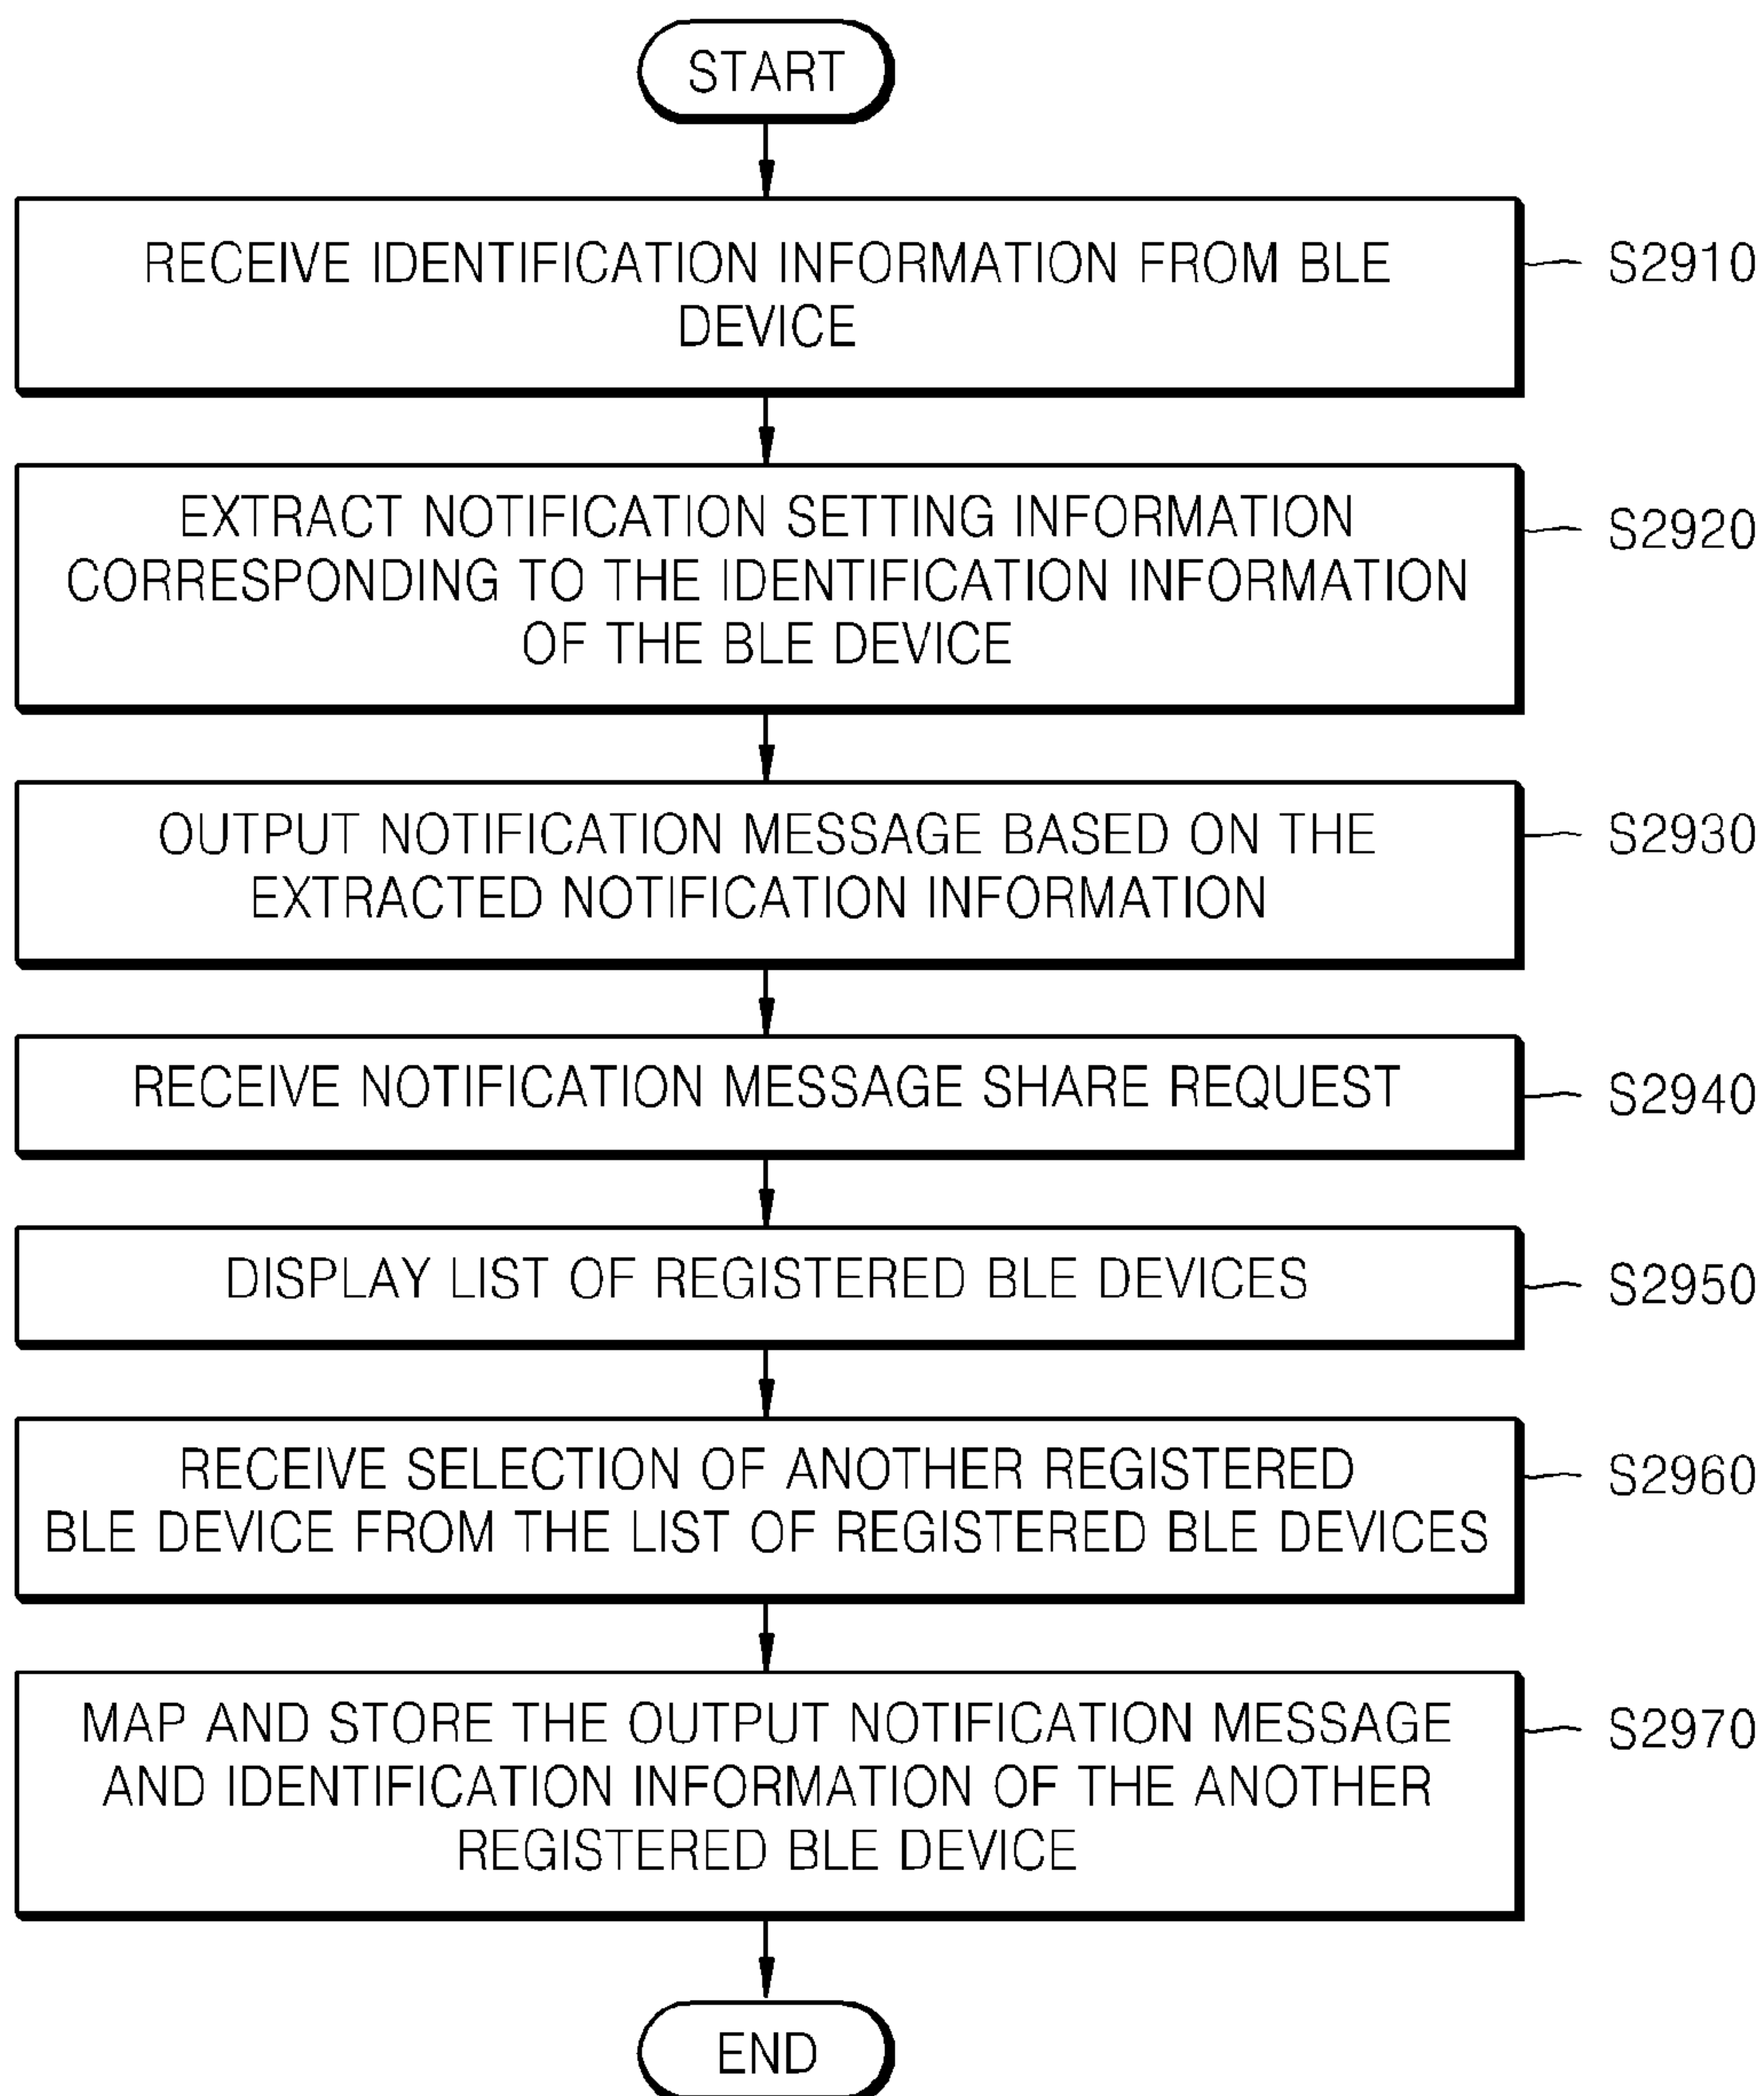 START
RECEIVE IDENTIFICATION INFORMATION FROM BLE
DEVICE
S2910
EXTRACT NOTIFICATION SETTING INFORMATION
CORRESPONDING TO THE IDENTIFICATION INFORMATION
OF THE BLE DEVICE
S2920
OUTPUT NOTIFICATION MESSAGE BASED ON THE
EXTRACTED NOTIFICATION INFORMATION
S2930
RECEIVE NOTIFICATION MESSAGE SHARE REQUEST
S2940
DISPLAY LIST OF REGISTERED BLE DEVICES
S2950
RECEIVE SELECTION OF ANOTHER REGISTERED
BLE DEVICE FROM THE LIST OF REGISTERED BLE DEVICES
S2960
MAP AND STORE THE OUTPUT NOTIFICATION MESSAGE
AND IDENTIFICATION INFORMATION OF THE ANOTHER
REGISTERED BLE DEVICE
S2970
END